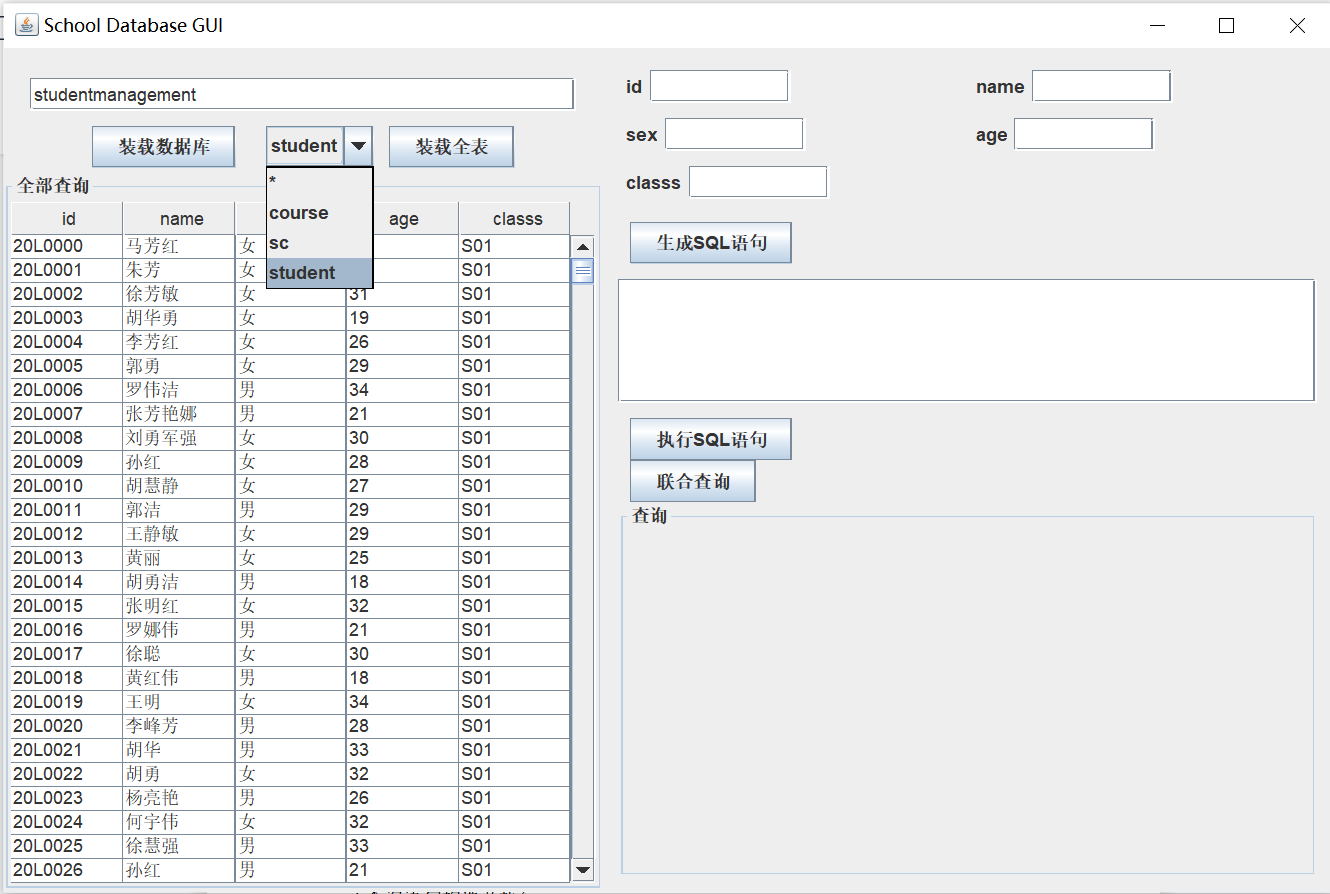 School Database GUI
studentmanagement
装载数据库 student 装载全表
*
course
sc
student
全部查询
id name age classs
20L0000 马芳红 女 S01
20L0001 朱芳 女 S01
20L0002 徐芳敏 女 31 S01
20L0003 胡华勇 女 19 S01
20L0004 李芳红 女 26 S01
20L0005 郭勇 女 29 S01
20L0006 罗伟洁 男 34 S01
20L0007 张芳艳娜 男 21 S01
20L0008 刘勇军强 女 30 S01
20L0009 孙红 女 28 S01
20L0010 胡慧静 女 27 S01
20L0011 郭洁 男 29 S01
20L0012 王静敏 女 29 S01
20L0013 黄丽 女 25 S01
20L0014 胡勇洁 男 18 S01
20L0015 张明红 女 32 S01
20L0016 罗娜伟 男 21 S01
20L0017 徐聪 女 30 S01
20L0018 黄红伟 男 18 S01
20L0019 王明 女 34 S01
20L0020 李峰芳 男 28 S01
20L0021 胡华 男 33 S01
20L0022 胡勇 女 32 S01
20L0023 杨亮艳 男 26 S01
20L0024 何宇伟 女 32 S01
20L0025 徐慧强 男 33 S01
20L0026 孙红 男 21 S01
id name
sex age
classs
生成SQL语句
执行SQL语句
联合查询
查询